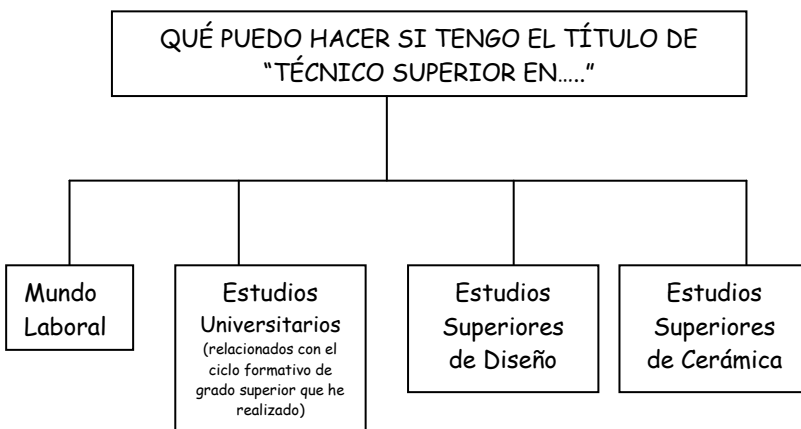 QUÉ PUEDO HACER SI TENGO EL TÍTULO DE
“TÉCNICO SUPERIOR EN…..”
Mundo
Laboral
Estudios
Universitarios
(relacionados con el
ciclo formativo de
grado superior que he
realizado)
Estudios
Superiores
de Diseño
Estudios
Superiores
de Cerámica